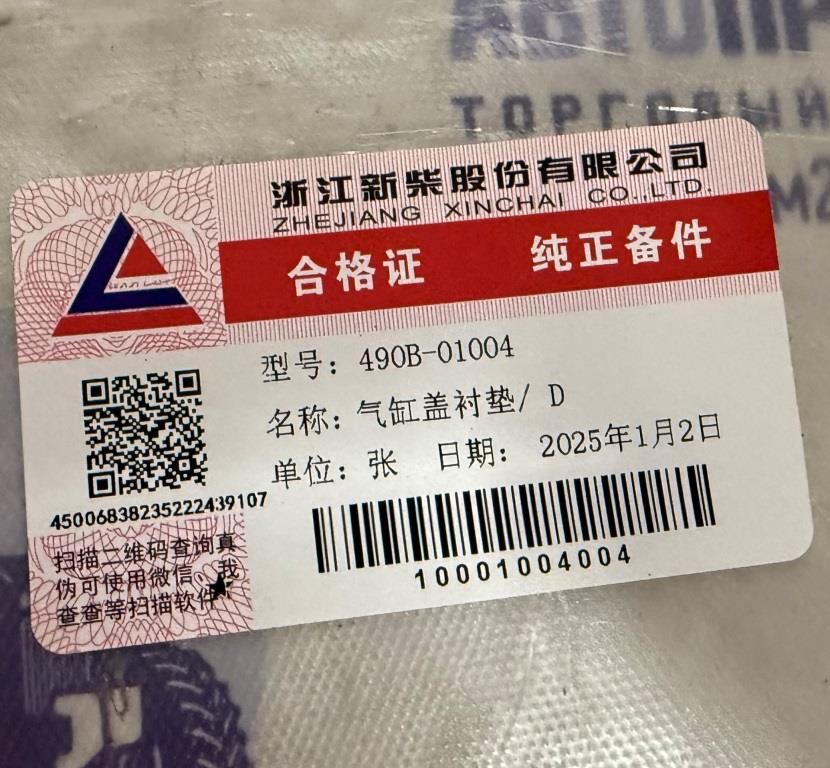 ТОРГОВЫЙ
浙江新柴股份有限公司
ZHEJIANG XINCHAI CO.,LTD.
合格证 纯正备件
型号：490B-01004
名称：气缸盖衬垫/ D
单位：张 日期：2025年1月2日
45006838235222439107
10001004004
扫描二维码查询真
伪可使用微信、我
查查等扫描软件